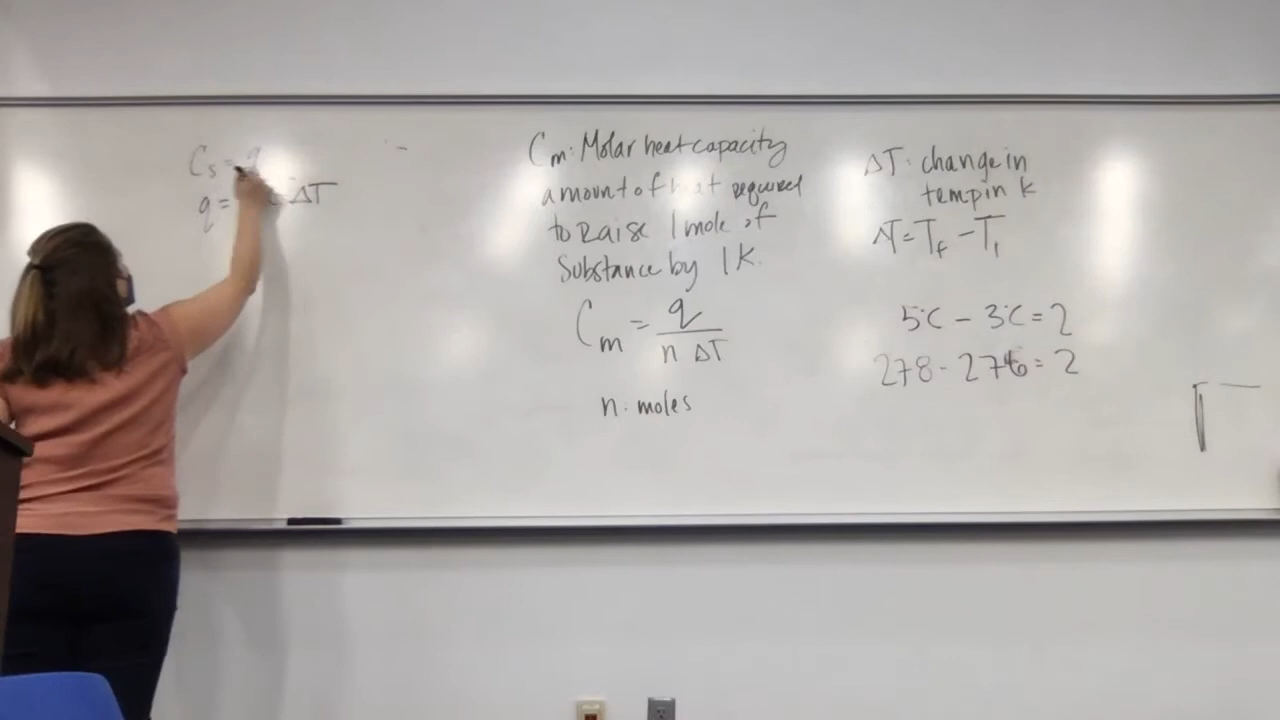 Cs = q
q = ΔT
Cm: Molar heat capacity
amount of heat required
to raise 1 mole of
substance by 1 K.
Cm = q
n ΔT
n: moles
ΔT: change in
temp in K
ΔT = Tf - Ti
5°C - 3°C = 2
278 - 276 = 2